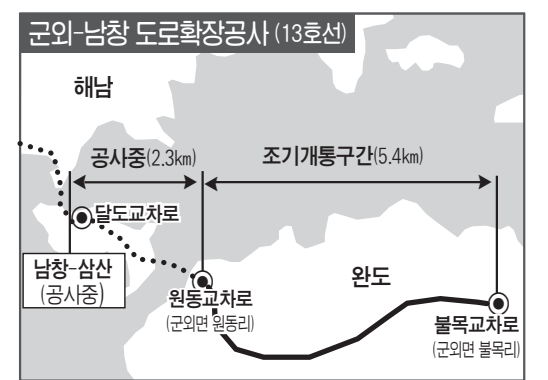 군외-남창 도로확장공사 (13호선)
해남
공사중(2.3km)
조기개통구간(5.4km)
달도교차로
남창-삼산
(공사중)
완도
원동교차로
(군외면 원동리)
불목교차로
(군외면 불목리)